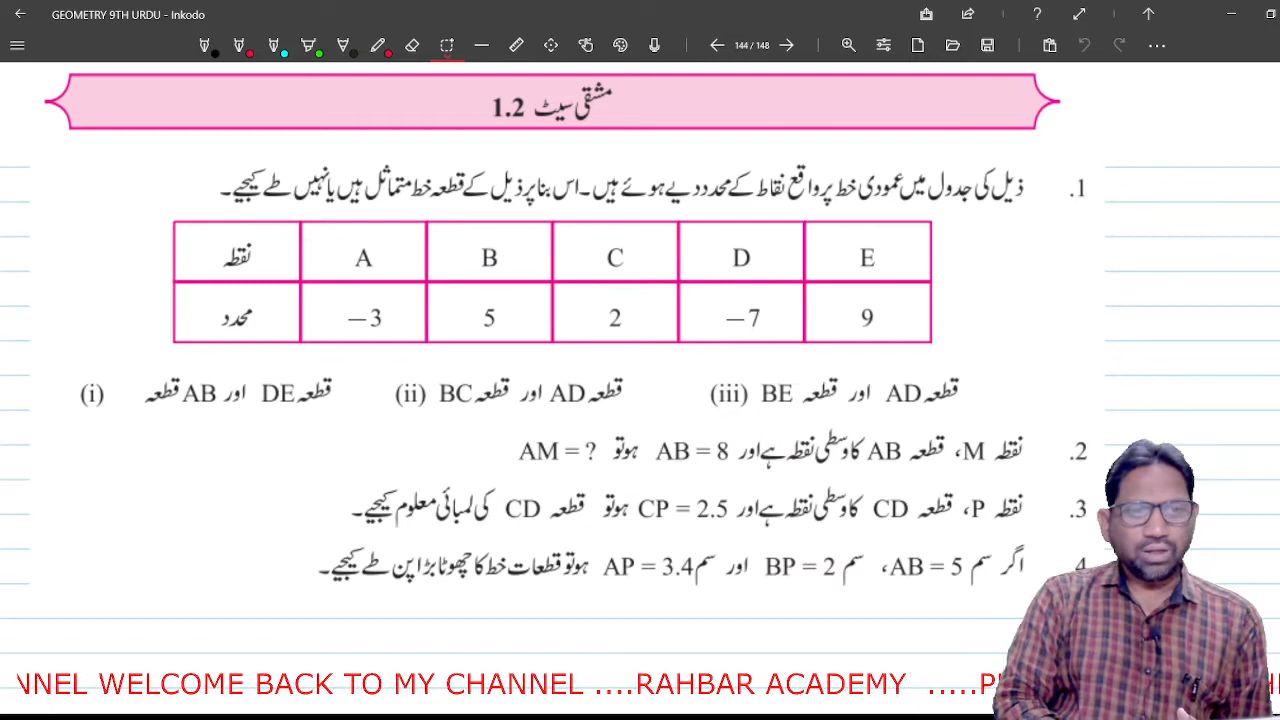 GEOMETRY 9TH URDU - Inkodo
144 / 148
مشقی سیٹ 1.2
1. ذیل کی جدول میں عمودی خط پر واقع نقاط کے محدد دیے ہوئے ہیں۔ اس بنا پر ذیل کے قطعہ خط متماثل ہیں یا نہیں طے کیجیے۔
نقطہ A B C D E
محدد −3 5 2 −7 9
(i) قطعہ AB اور قطعہ DE (ii) قطعہ BC اور قطعہ AD (iii) قطعہ BE اور قطعہ AD
2. نقطہ M، قطعہ AB کا وسطی نقطہ ہے اور AB = 8 ہو تو AM = ?
3. نقطہ P، قطعہ CD کا وسطی نقطہ ہے اور CP = 2.5 ہو تو قطعہ CD کی لمبائی معلوم کیجیے۔
4. اگر سم AB = 5، سم BP = 2 اور سم AP = 3.4 ہو تو قطعات خط کا چھوٹا بڑا پن طے کیجیے۔
WELCOME BACK TO MY CHANNEL ....RAHBAR ACADEMY .....